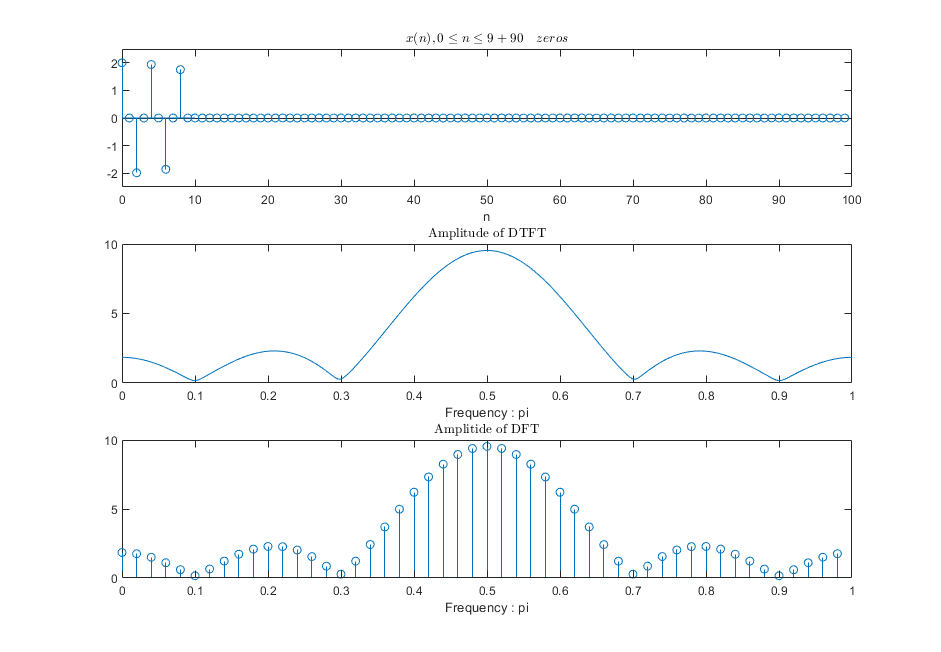 x(n), 0 ≤ n ≤ 9 + 90 zeros
2
1
0
-1
-2
0 10 20 30 40 50 60 70 80 90 100
n
Amplitude of DTFT
10
5
0
0 0.1 0.2 0.3 0.4 0.5 0.6 0.7 0.8 0.9 1
Frequency : pi
Amplitide of DFT
10
5
0
0 0.1 0.2 0.3 0.4 0.5 0.6 0.7 0.8 0.9 1
Frequency : pi